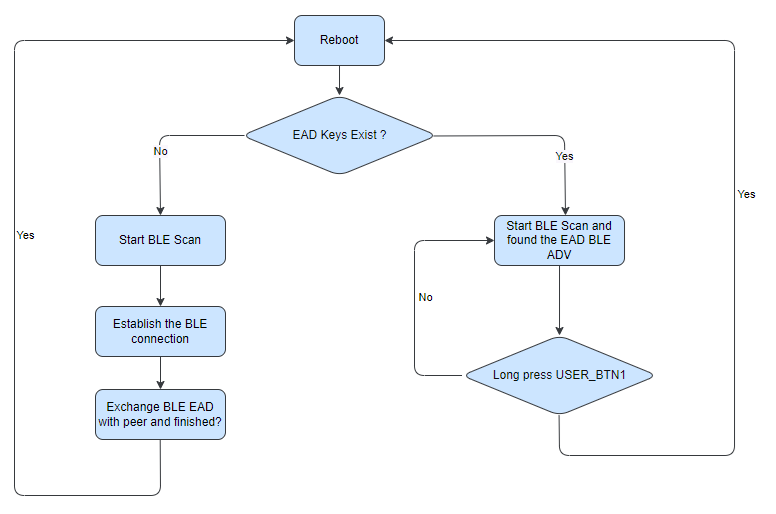 Reboot
EAD Keys Exist ?
No
Yes
Yes
Start BLE Scan
Start BLE Scan and
found the EAD BLE
ADV
Yes
No
Establish the BLE
connection
Long press USER_BTN1
Exchange BLE EAD
with peer and finished?